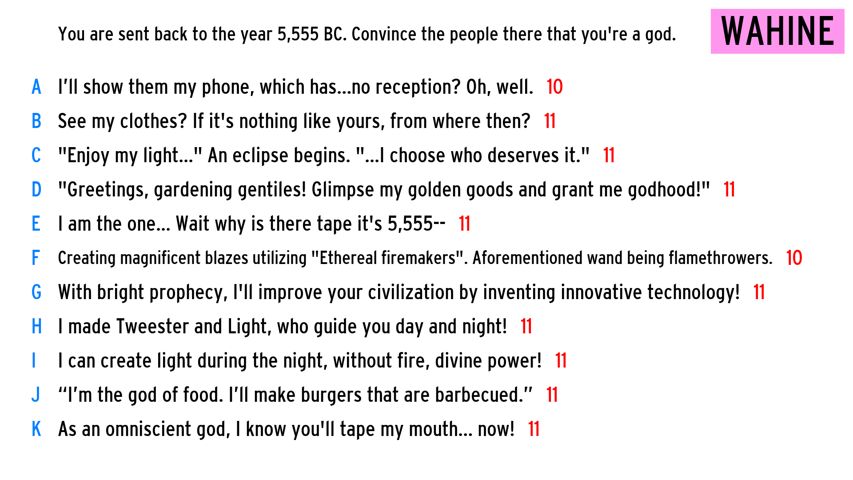 You are sent back to the year 5,555 BC. Convince the people there that you're a god.
WAHINE
A I'll show them my phone, which has...no reception? Oh, well. 10
B See my clothes? If it's nothing like yours, from where then? 11
C "Enjoy my light..." An eclipse begins. "...I choose who deserves it." 11
D "Greetings, gardening gentiles! Glimpse my golden goods and grant me godhood!" 11
E I am the one... Wait why is there tape it's 5,555-- 11
F Creating magnificent blazes utilizing "Ethereal firemakers". Aforementioned wand being flamethrowers. 10
G With bright prophecy, I'll improve your civilization by inventing innovative technology! 11
H I made Tweester and Light, who guide you day and night! 11
I I can create light during the night, without fire, divine power! 11
J “I’m the god of food. I’ll make burgers that are barbecued.” 11
K As an omniscient god, I know you'll tape my mouth... now! 11